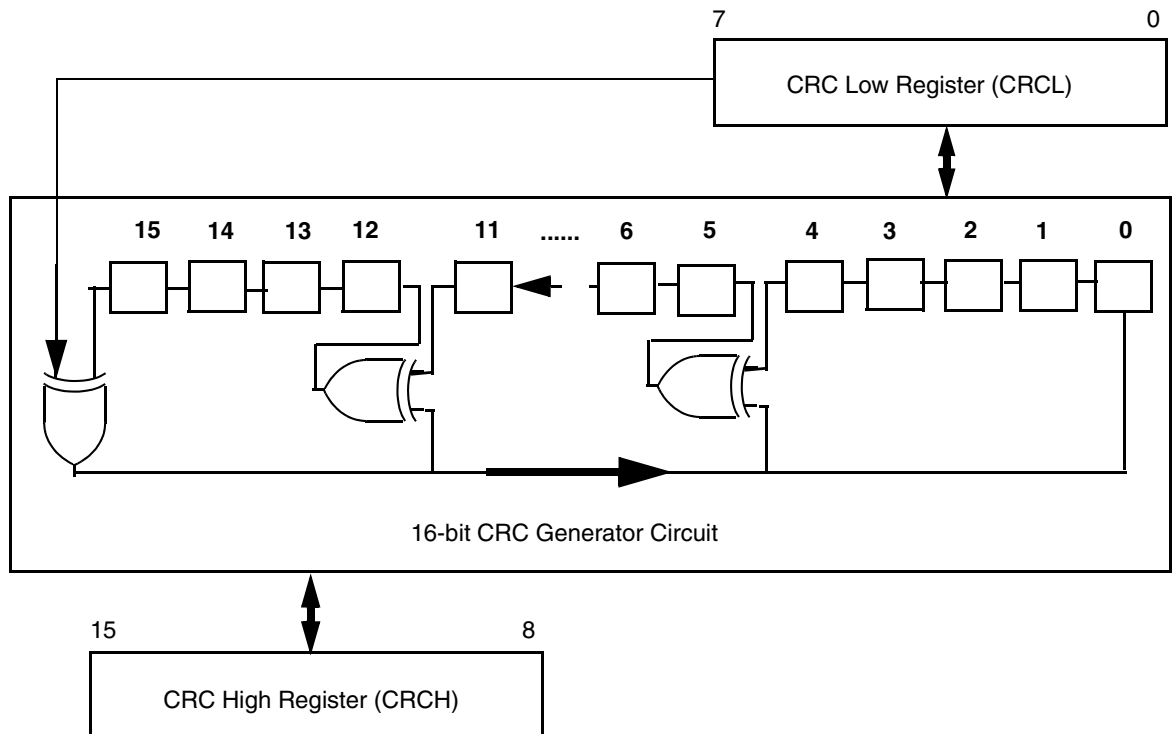 7 0
CRC Low Register (CRCL)
15 14 13 12 11 ...... 6 5 4 3 2 1 0
16-bit CRC Generator Circuit
15 8
CRC High Register (CRCH)